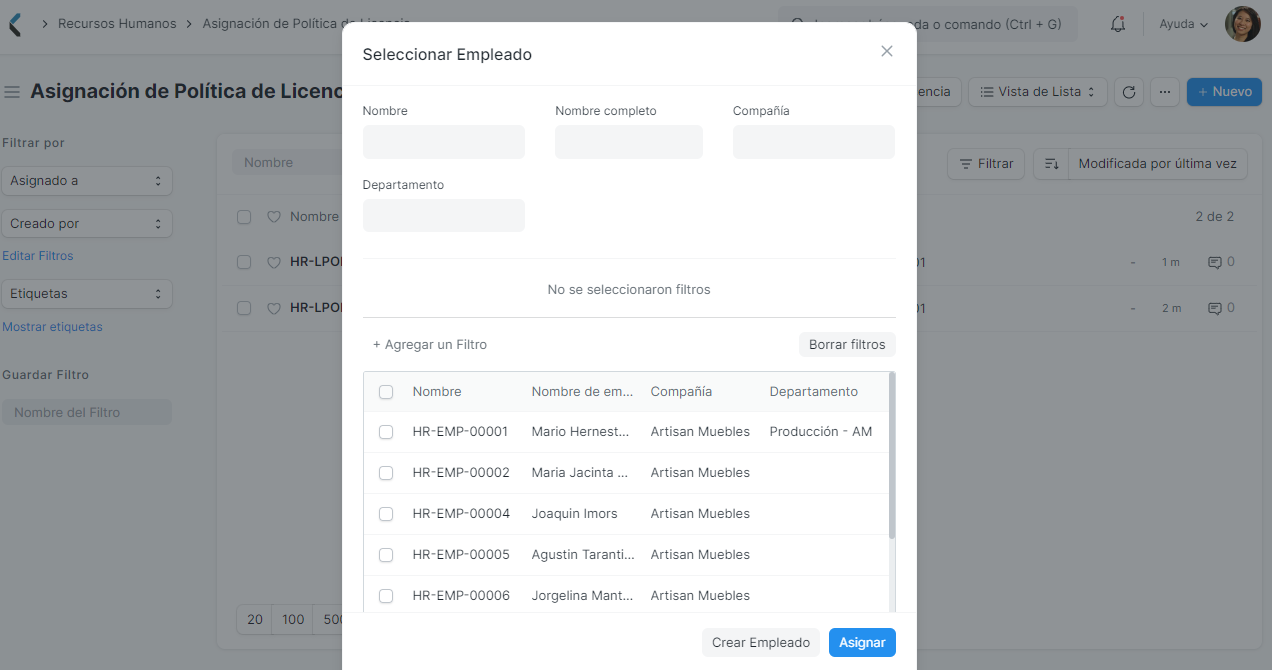 Recursos Humanos
Asignación de Política de Licencia
da o comando (Ctrl + G)
Ayuda
Seleccionar Empleado
Asignación de Política de Licenc
encia
Vista de Lista
+ Nuevo
Nombre
Nombre completo
Compañía
Departamento
Filtrar por
Asignado a
Creado por
Editar Filtros
Etiquetas
Mostrar etiquetas
Guardar Filtro
Nombre del Filtro
Nombre
Filtrar
Modificada por última vez
Nombre
2 de 2
HR-LPO
01
-
1 m
0
HR-LPO
01
-
2 m
0
No se seleccionaron filtros
+ Agregar un Filtro
Borrar filtros
Nombre Nombre de em... Compañía Departamento
HR-EMP-00001 Mario Hernest... Artisan Muebles Producción - AM
HR-EMP-00002 Maria Jacinta ... Artisan Muebles
HR-EMP-00004 Joaquin Imors Artisan Muebles
HR-EMP-00005 Agustin Taranti... Artisan Muebles
HR-EMP-00006 Jorgelina Mant... Artisan Muebles
20 100 500
Crear Empleado
Asignar